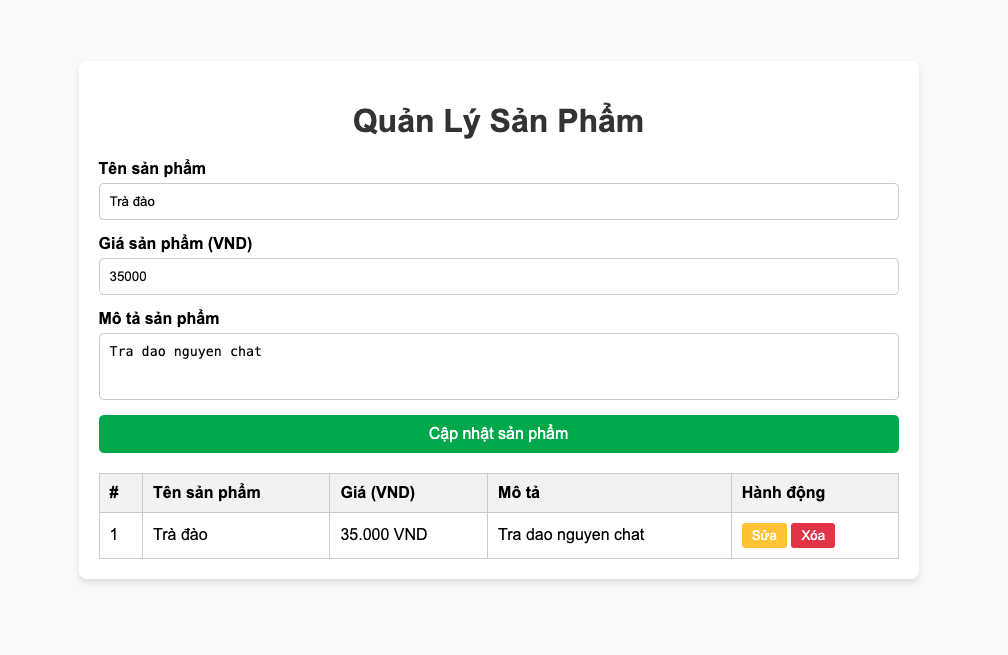 Quản Lý Sản Phẩm
Tên sản phẩm
Trà đào
Giá sản phẩm (VND)
35000
Mô tả sản phẩm
Tra dao nguyen chat
Cập nhật sản phẩm
# Tên sản phẩm Giá (VND) Mô tả Hành động
1 Trà đào 35.000 VND Tra dao nguyen chat Sửa Xóa